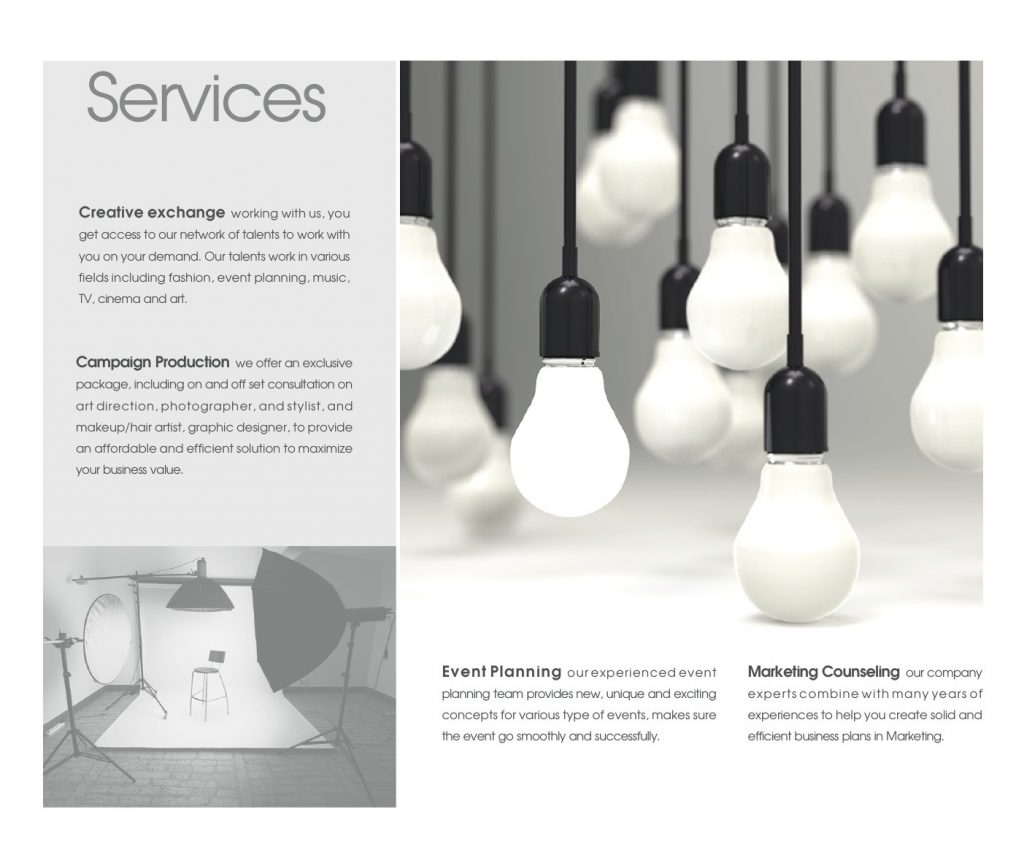 Services
Creative exchange working with us, you
get access to our network of talents to work with
you on your demand. Our talents work in various
fields including fashion, event planning, music,
TV, cinema and art.
Campaign Production we offer an exclusive
package, including on and off set consultation on
art direction, photographer, and stylist, and
makeup/hair artist, graphic designer, to provide
an affordable and efficient solution to maximize
your business value.
Event Planning our experienced event
planning team provides new, unique and exciting
concepts for various type of events, makes sure
the event go smoothly and successfully.
Marketing Counseling our company
experts combine with many years of
experiences to help you create solid and
efficient business plans in Marketing.